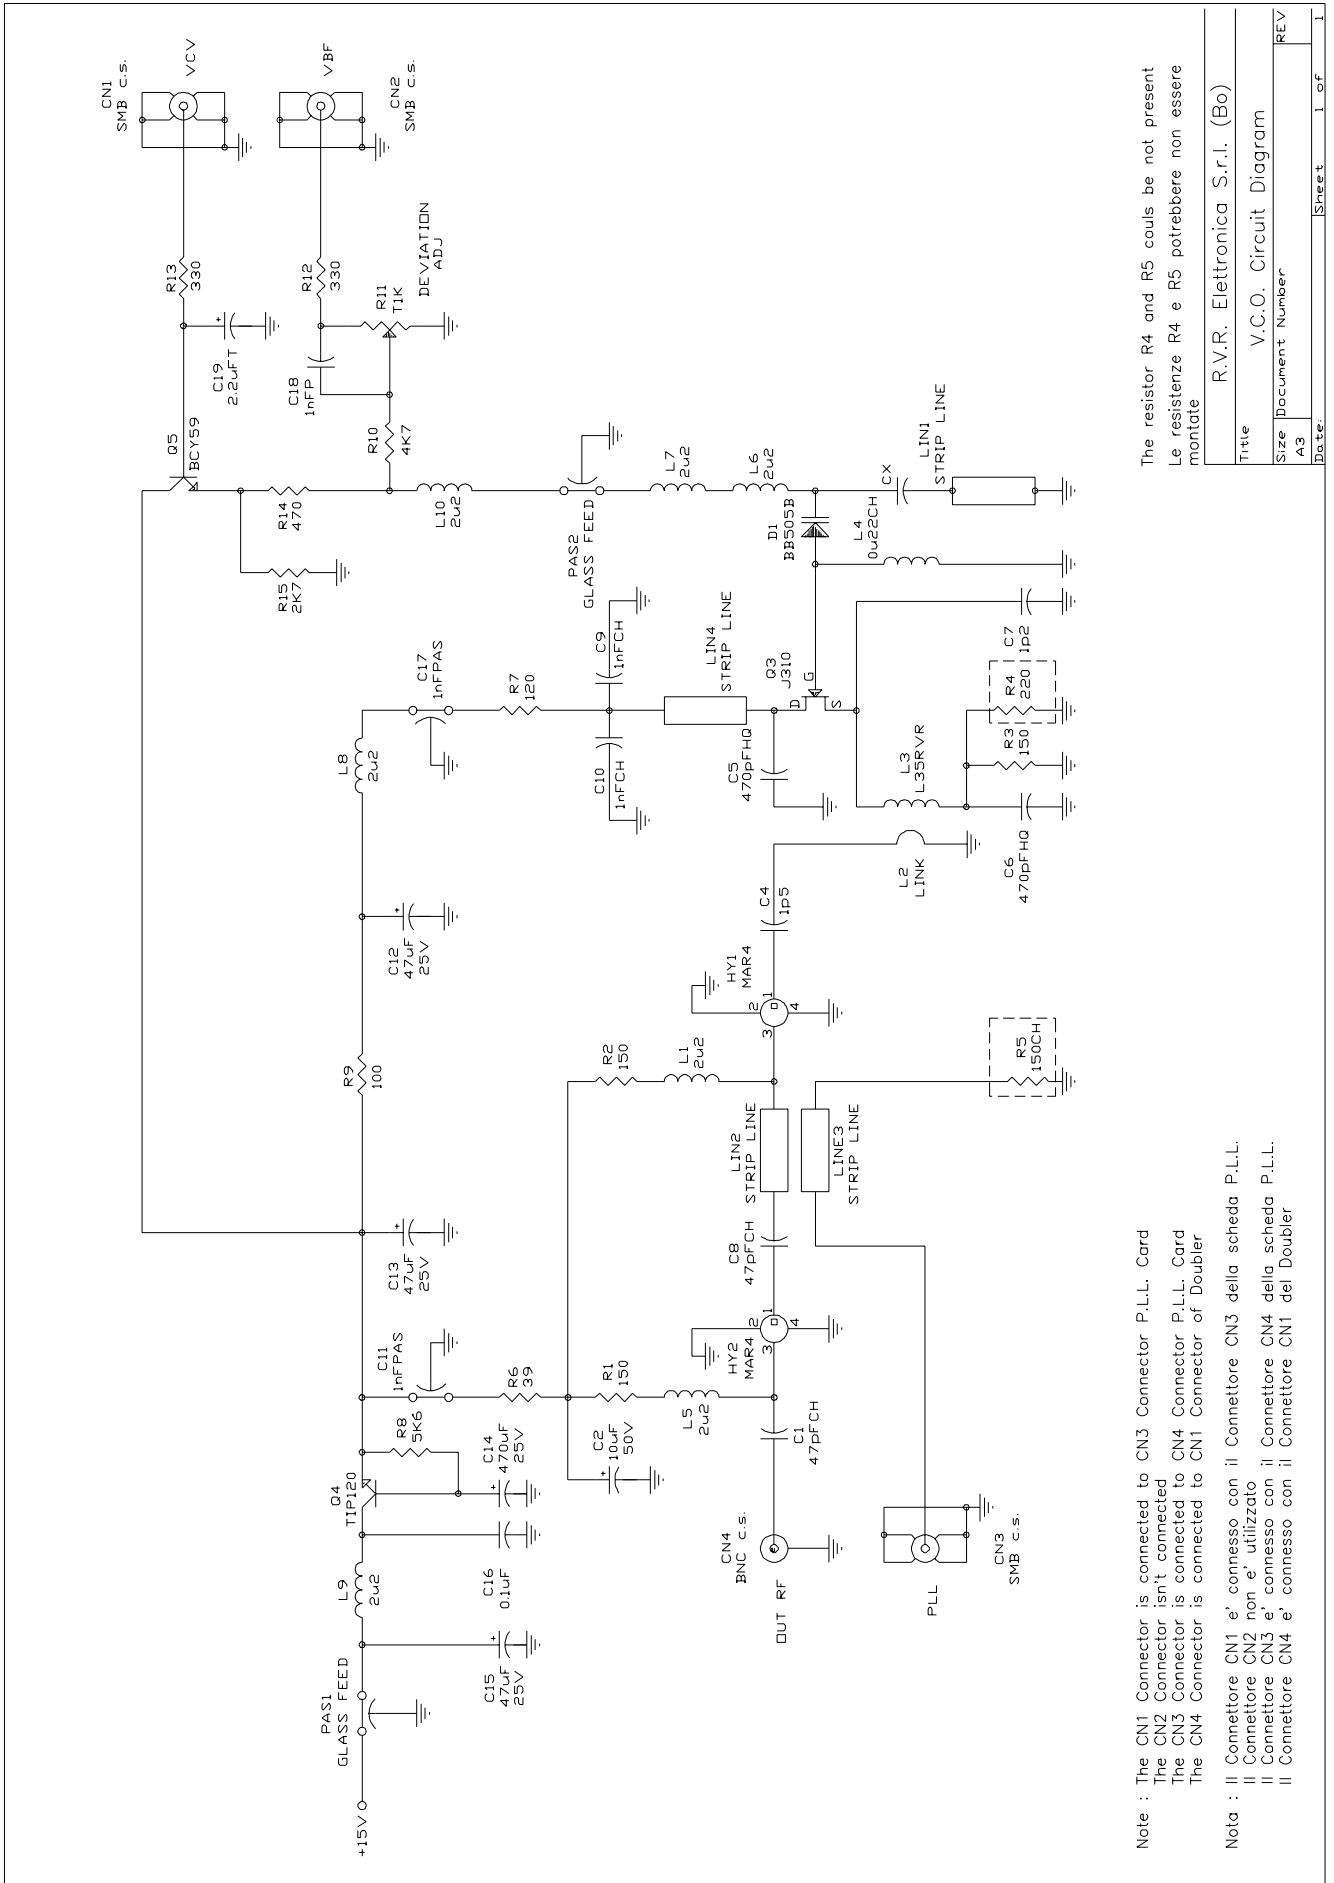 CN1
SMB c.s.
VCV
VBF
CN2
SMB c.s.
R13
330
C19
2.2uFT
+
R12
330
C18
1nFP
R11
T1K
DEVIATION
ADJ
Q5
BCY59
R10
4K7
R14
470
R15
2K7
L10
2u2
PAS2
GLASS FEED
L7
2u2
L6
2u2
CX
LIN1
STRIP LINE
D1
BB505B
L4
0u22CH
C7
1p2
C17
1nFPAS
R7
120
C9
1nFCH
C10
1nFCH
LIN4
STRIP LINE
Q3
J310
D
G
S
C5
470pFHQ
L3
L35RVR
R4
220
R3
150
C6
470pFHQ
L8
2u2
L2
LINK
C4
1p5
C12
47uF
25V
+
HY1
MAR4
1
2
3
4
R9
100
R2
150
L1
2u2
R5
150CH
LIN2
STRIP LINE
LINE3
STRIP LINE
C13
47uF
25V
+
C8
47pFCH
HY2
MAR4
1
2
3
4
C11
1nFPAS
R6
39
R1
150
L5
2u2
C1
47pFCH
R8
5K6
C14
470uF
25V
+
C2
10uF
50V
+
Q4
TIP120
C16
0.1uF
L9
2u2
C15
47uF
25V
+
CN4
BNC c.s.
OUT RF
CN3
SMB c.s.
PLL
PAS1
GLASS FEED
+15V
Note : The CN1 Connector is connected to CN3 Connector P.L.L. Card
The CN2 Connector isn't connected
The CN3 Connector is connected to CN4 Connector P.L.L. Card
The CN4 Connector is connected to CN1 Connector of Doubler
Nota : Il Connettore CN1 e' connesso con il Connettore CN3 della scheda P.L.L.
Il Connettore CN2 non e' utilizzato
Il Connettore CN3 e' connesso con il Connettore CN4 della scheda P.L.L.
Il Connettore CN4 e' connesso con il Connettore CN1 del Doubler
The resistor R4 and R5 couls be not present
Le resistenze R4 e R5 potrebbere non essere
montate
R.V.R. Elettronica S.r.l. (Bo)
Title
V.C.O. Circuit Diagram
Size
Document Number
REV
A3
Date:
Sheet 1 of 1